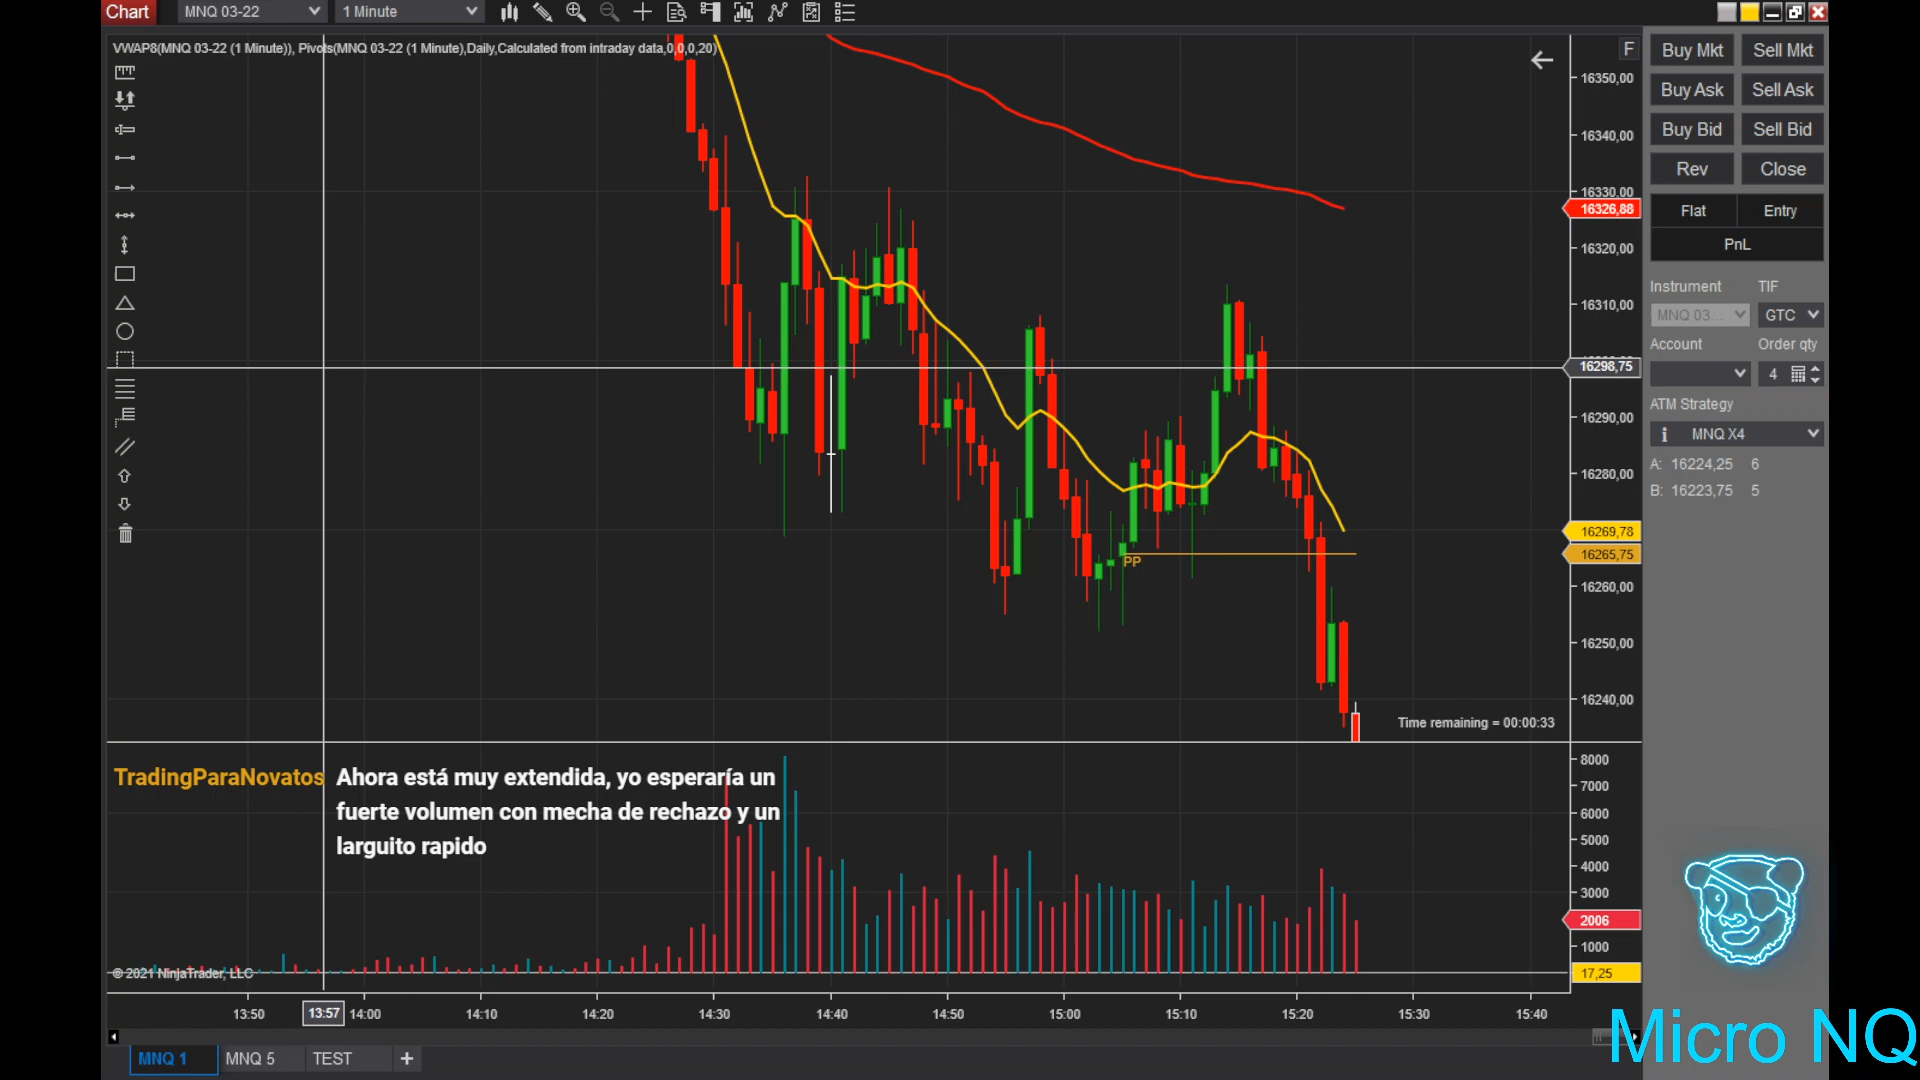 Chart MNQ 03-22 1 Minute
VWAP8(MNQ 03-22 (1 Minute)), Pivots(MNQ 03-22 (1 Minute),Daily,Calculated from intraday data,0,0,0,20)
F
16350,00
16340,00
16330,00
16326,88
16320,00
16310,00
16298,75
16290,00
16280,00
16269,78
16265,75
16260,00
16250,00
16240,00
PP
Time remaining = 00:00:33
Buy Mkt Sell Mkt
Buy Ask Sell Ask
Buy Bid Sell Bid
Rev Close
Flat Entry
PnL
Instrument TIF
MNQ 03... GTC
Account Order qty
4
ATM Strategy
MNQ X4
A: 16224,25 6
B: 16223,75 5
TradingParaNovatos Ahora está muy extendida, yo esperaría un
fuerte volumen con mecha de rechazo y un
larguito rapido
8000
7000
6000
5000
4000
3000
2006
1000
17,25
© 2021 NinjaTrader, LLC
13:50 13:57 14:00 14:10 14:20 14:30 14:40 14:50 15:00 15:10 15:20 15:30 15:40
MNQ 1 MNQ 5 TEST +
Micro NQ